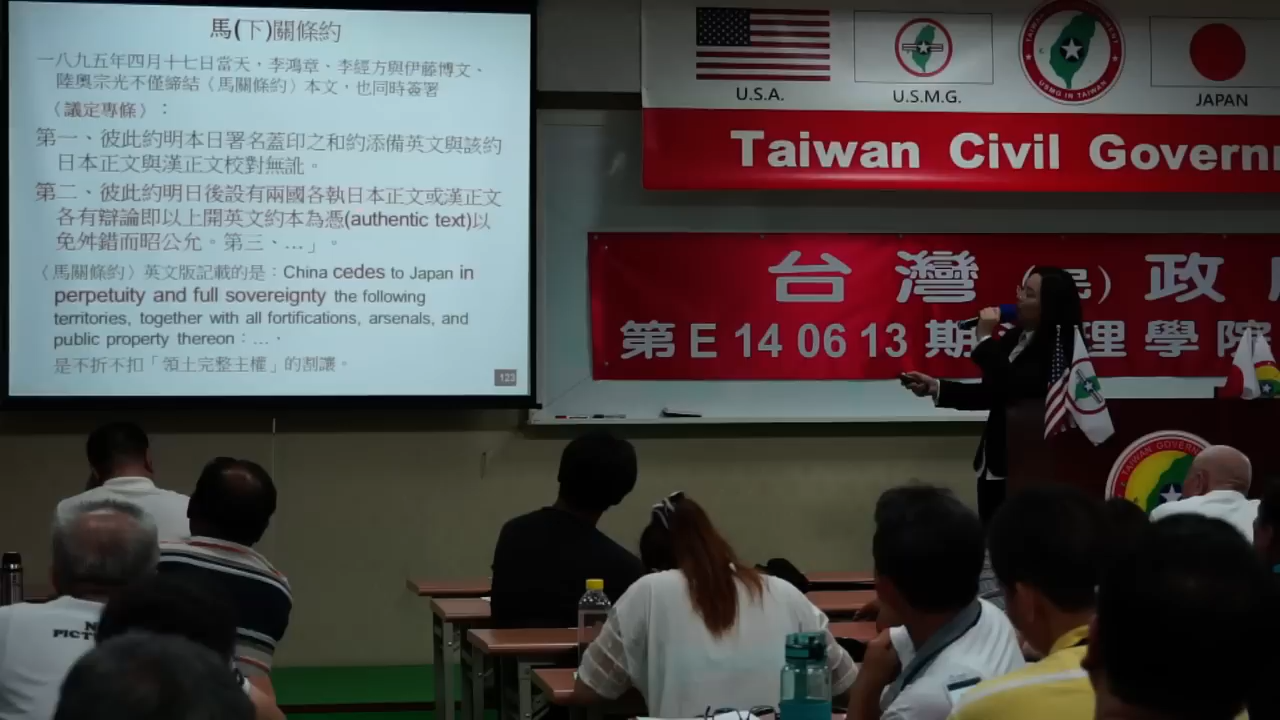 馬(下)關條約
一八九五年四月十七日當天，李鴻章、李經方與伊藤博文、
陸奧宗光不僅締結〈馬關條約〉本文，也同時簽署
〈議定專條〉：
第一、彼此約明本日署名蓋印之和約添備英文與該約
日本正文與漢正文校對無訛。
第二、彼此約明日後設有兩國各執日本正文或漢正文
各有辯論即以上開英文約本為憑(authentic text)以
免舛錯而昭公允。第三、…」。
〈馬關條約〉英文版記載的是：China cedes to Japan in
perpetuity and full sovereignty the following
territories, together with all fortifications, arsenals, and
public property thereon：….
是不折不扣「領土完整主權」的割讓。
123
U.S.A.
U.S.M.G.
USMG IN TAIWAN
JAPAN
Taiwan Civil Governm
台灣（民）政
第E 14 06 13 期 理學院
TAIWAN GOVERN
PICT